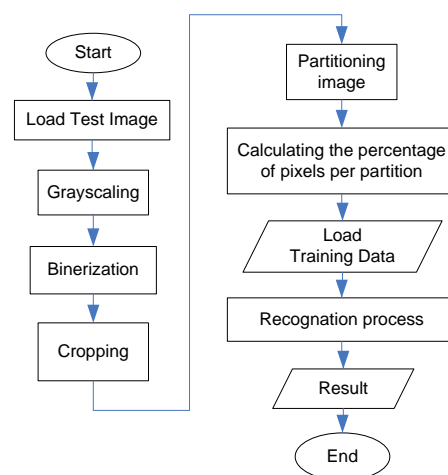 Start
Load Test Image
Grayscaling
Binerization
Cropping
Partitioning
image
Calculating the percentage
of pixels per partition
Load
Training Data
Recognation process
Result
End